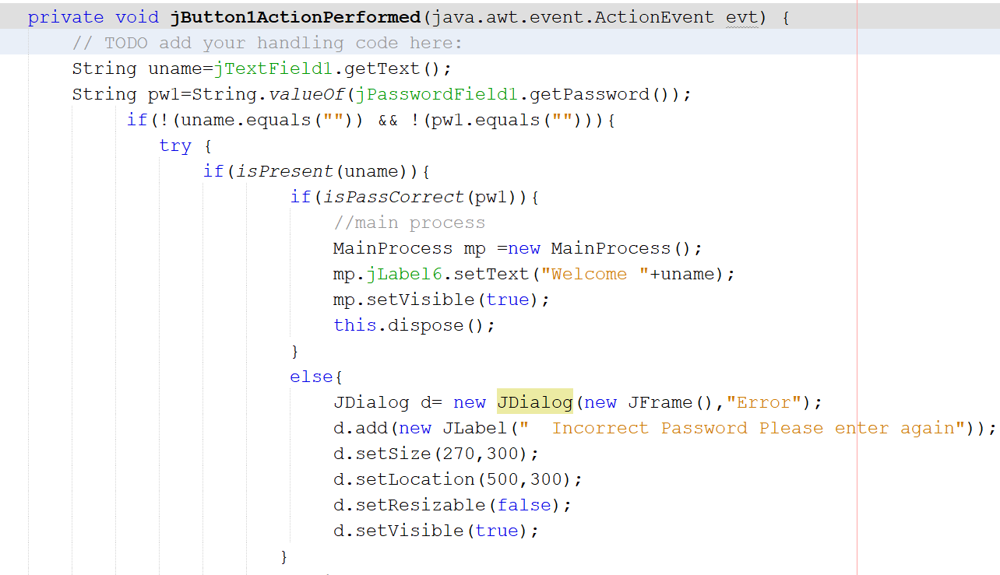 private void jButton1ActionPerformed(java.awt.event.ActionEvent evt) {
// TODO add your handling code here:
String uname=jTextField1.getText();
String pw1=String.valueOf(jPasswordField1.getPassword());
if(!(uname.equals("")) && !(pw1.equals(""))){
try {
if(isPresent(uname)){
if(isPassCorrect(pw1)){
//main process
MainProcess mp =new MainProcess();
mp.jLabel6.setText("Welcome "+uname);
mp.setVisible(true);
this.dispose();
}
else{
JDialog d= new JDialog(new JFrame(),"Error");
d.add(new JLabel("  Incorrect Password Please enter again"));
d.setSize(270,300);
d.setLocation(500,300);
d.setResizable(false);
d.setVisible(true);
}